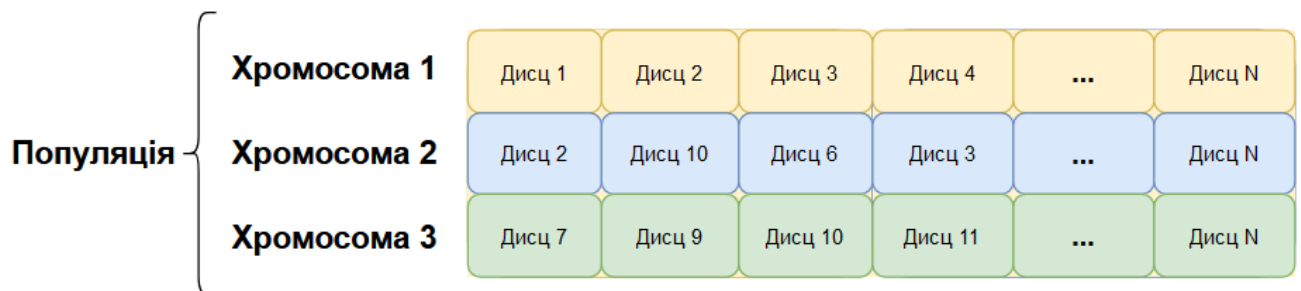 Хромосома 1 Дисц 1 Дисц 2 Дисц 3 Дисц 4 ... Дисц N
Популяція
Хромосома 2 Дисц 2 Дисц 10 Дисц 6 Дисц 3 ... Дисц N
Хромосома 3 Дисц 7 Дисц 9 Дисц 10 Дисц 11 ... Дисц N